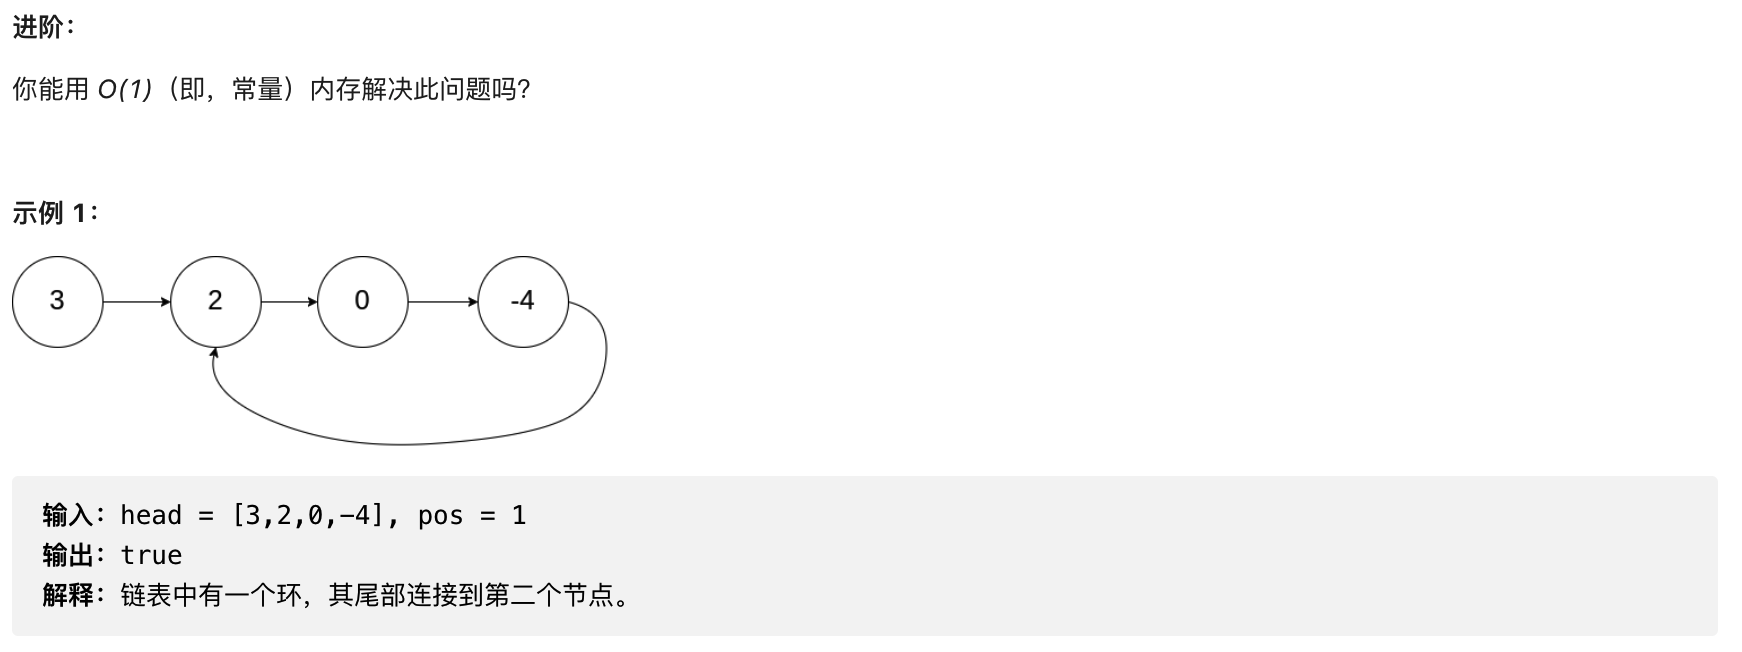 进阶：
你能用 O(1)（即，常量）内存解决此问题吗？
示例 1：
3 2 0 -4
输入：head = [3,2,0,-4], pos = 1
输出：true
解释：链表中有一个环，其尾部连接到第二个节点。